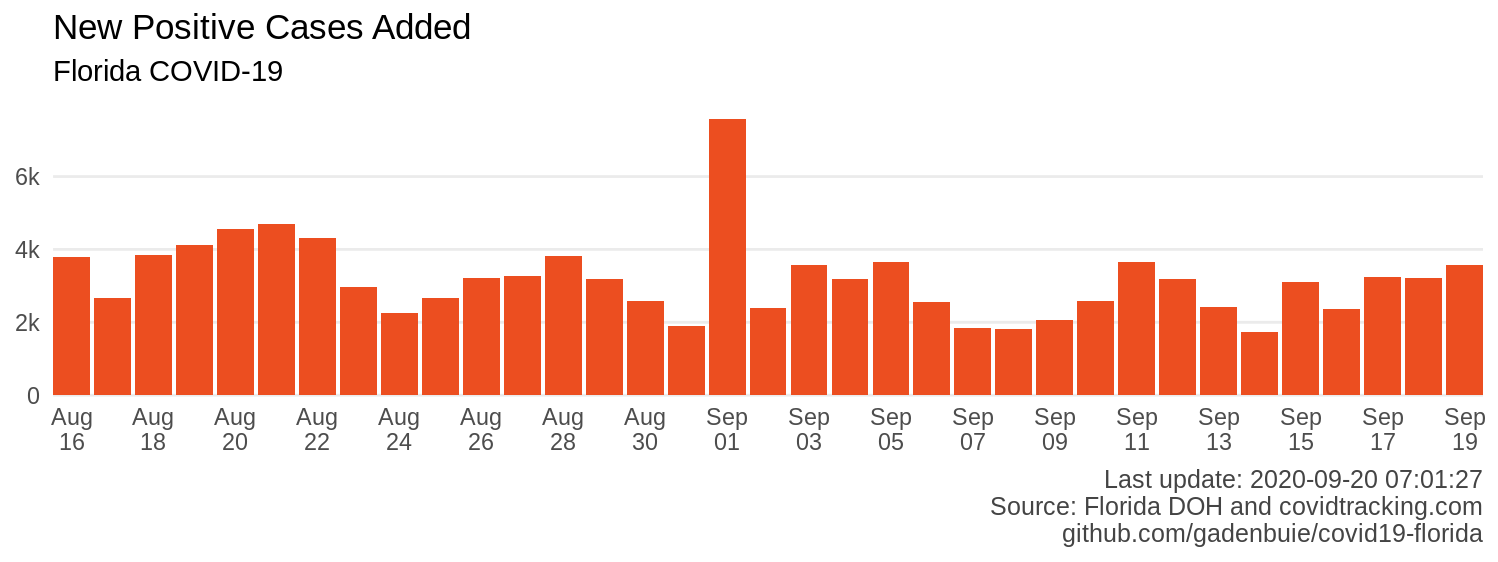 New Positive Cases Added
Florida COVID-19
6k
4k
2k
0
Aug Aug Aug Aug Aug Aug Aug Aug Sep Sep Sep Sep Sep Sep Sep Sep Sep Sep
16 18 20 22 24 26 28 30 01 03 05 07 09 11 13 15 17 19
Last update: 2020-09-20 07:01:27
Source: Florida DOH and covidtracking.com
github.com/gadenbuie/covid19-florida